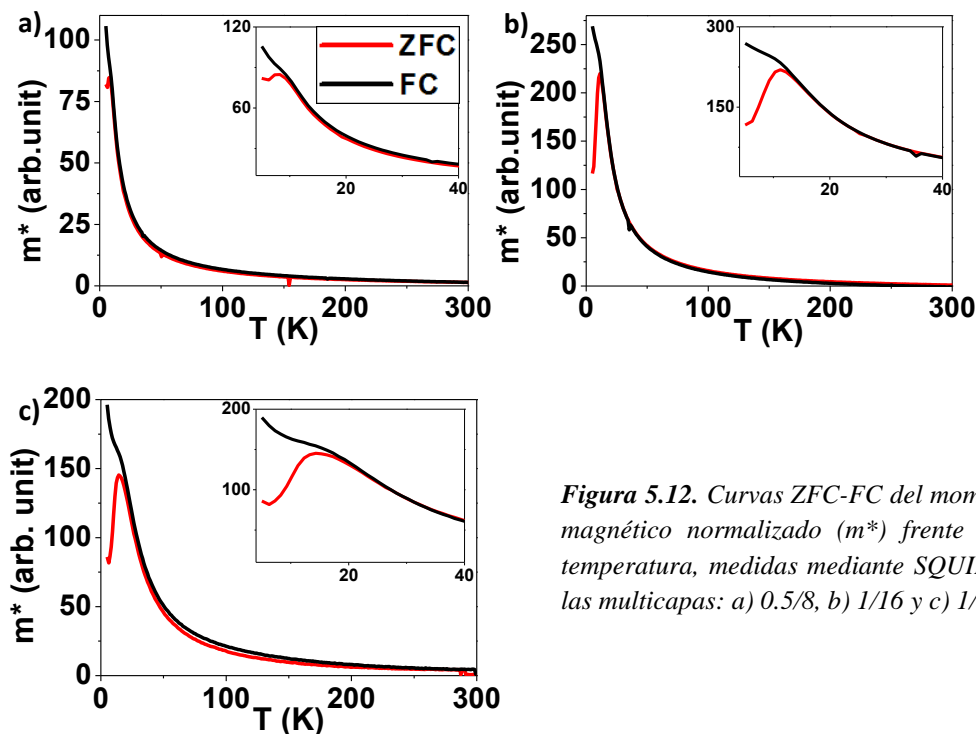 a)
100
75
50
25
0
m* (arb.unit)
0
100
200
300
T (K)
120
60
20
40
ZFC
FC
b)
250
200
150
100
50
0
m* (arb.unit)
0
100
200
300
T (K)
300
150
20
40
c)
200
150
100
50
0
m* (arb. unit)
0
100
200
300
T (K)
200
100
20
40
Figura 5.12. Curvas ZFC-FC del
magnético normalizado (m*) frente
temperatura, medidas mediante
las multicapas: a) 0.5/8, b) 1/16 y c)